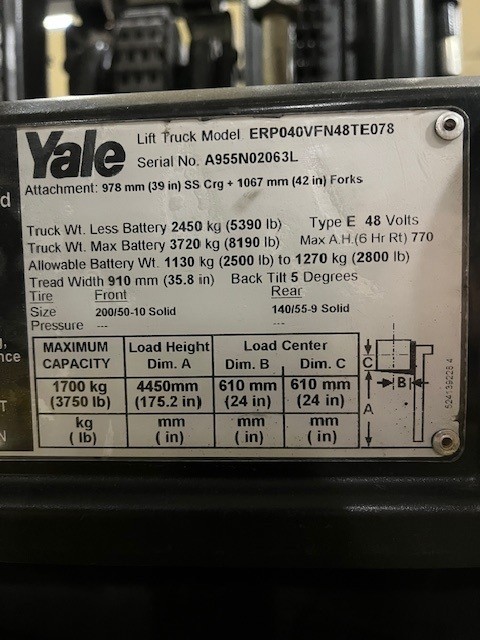 Yale
Lift Truck Model ERP040VFN48TE078
Serial No. A955N02063L
Attachment: 978 mm (39 in) SS Crg + 1067 mm (42 in) Forks
Truck Wt. Less Battery 2450 kg (5390 lb) Type E 48 Volts
Truck Wt. Max Battery 3720 kg (8190 lb) Max A.H.(6 Hr Rt) 770
Allowable Battery Wt. 1130 kg (2500 lb) to 1270 kg (2800 lb)
Tread Width 910 mm (35.8 in) Back Tilt 5 Degrees
Tire Front Rear
Size 200/50-10 Solid 140/55-9 Solid
Pressure --- ---
MAXIMUM CAPACITY Load Height Dim. A Load Center
Dim. B Dim. C
1700 kg 4450mm 610 mm 610 mm
(3750 lb) (175.2 in) (24 in) (24 in)
kg mm mm mm
( lb) ( in) ( in) ( in)
C
B
A
524139228 4
d
nce
T
N